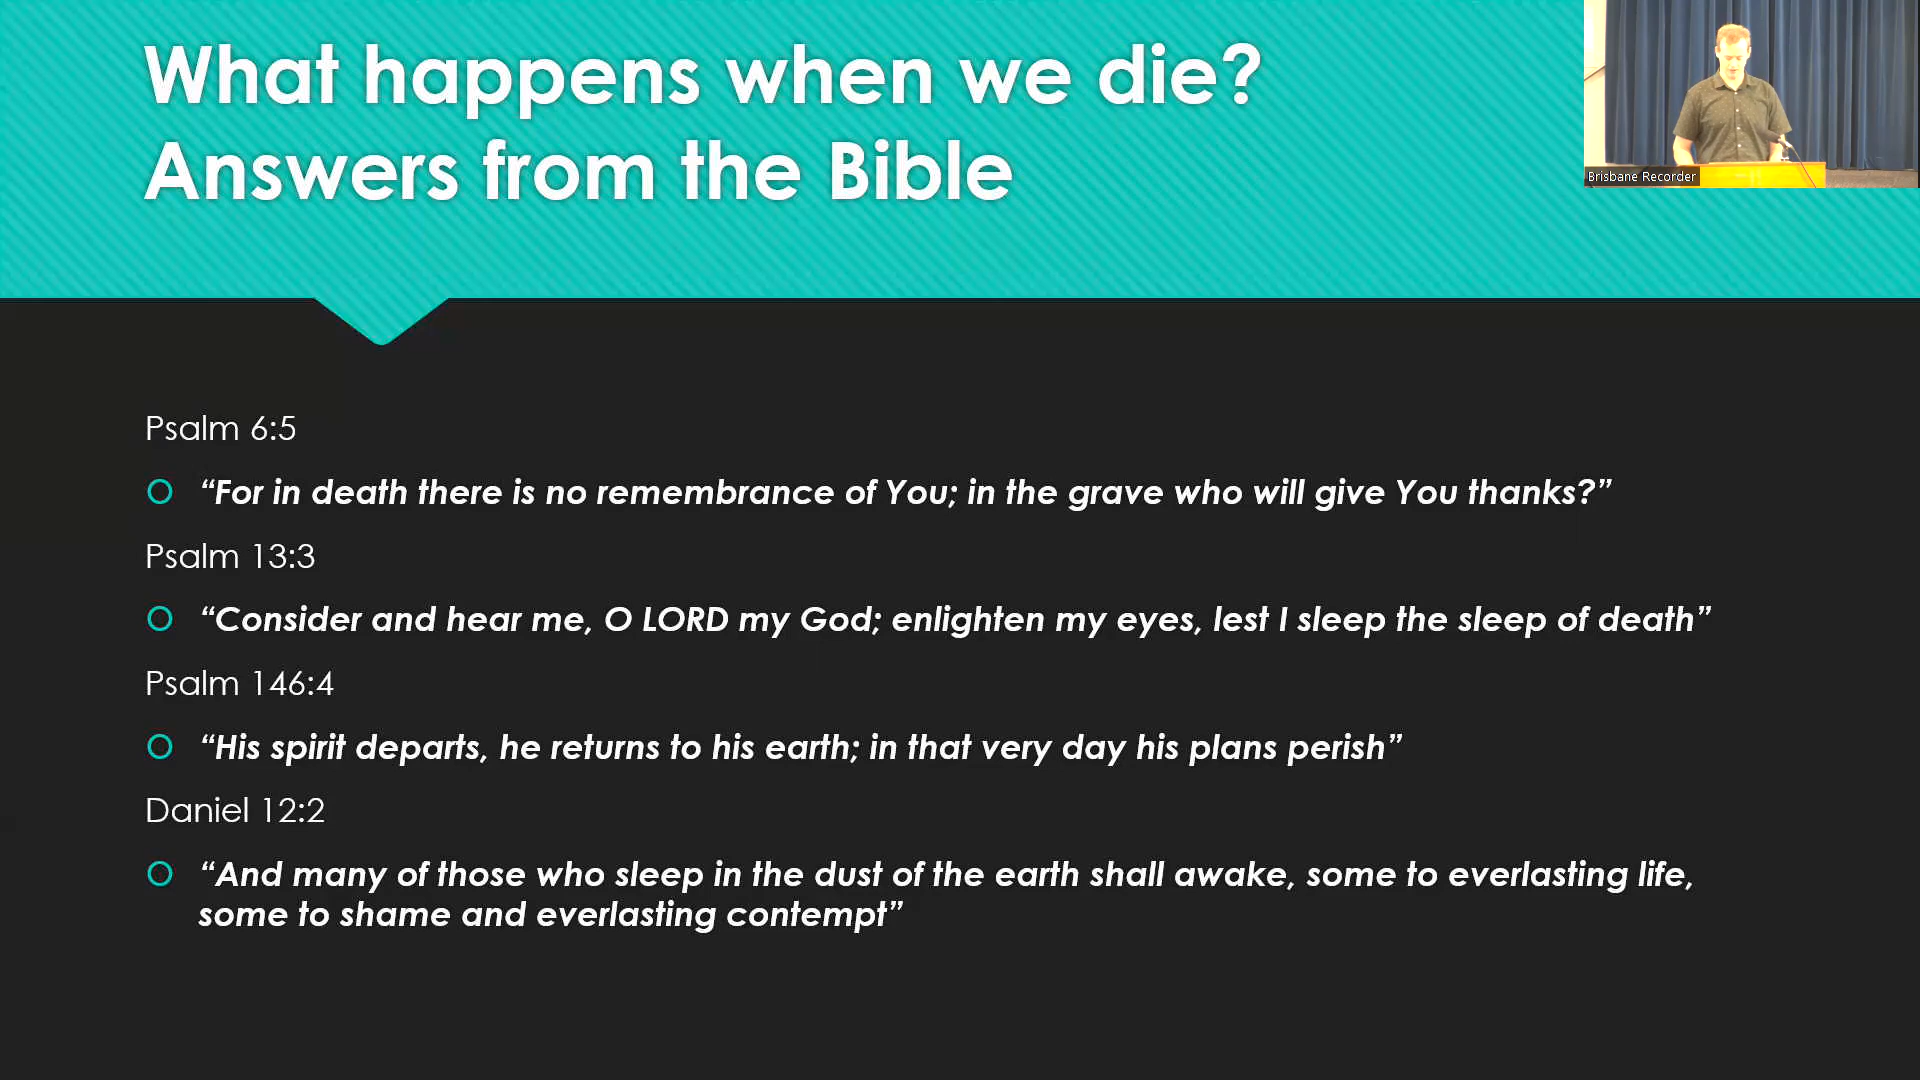 What happens when we die?
Answers from the Bible
Brisbane Recorder
Psalm 6:5
“For in death there is no remembrance of You; in the grave who will give You thanks?”
Psalm 13:3
“Consider and hear me, O LORD my God; enlighten my eyes, lest I sleep the sleep of death”
Psalm 146:4
“His spirit departs, he returns to his earth; in that very day his plans perish”
Daniel 12:2
“And many of those who sleep in the dust of the earth shall awake, some to everlasting life,
some to shame and everlasting contempt”